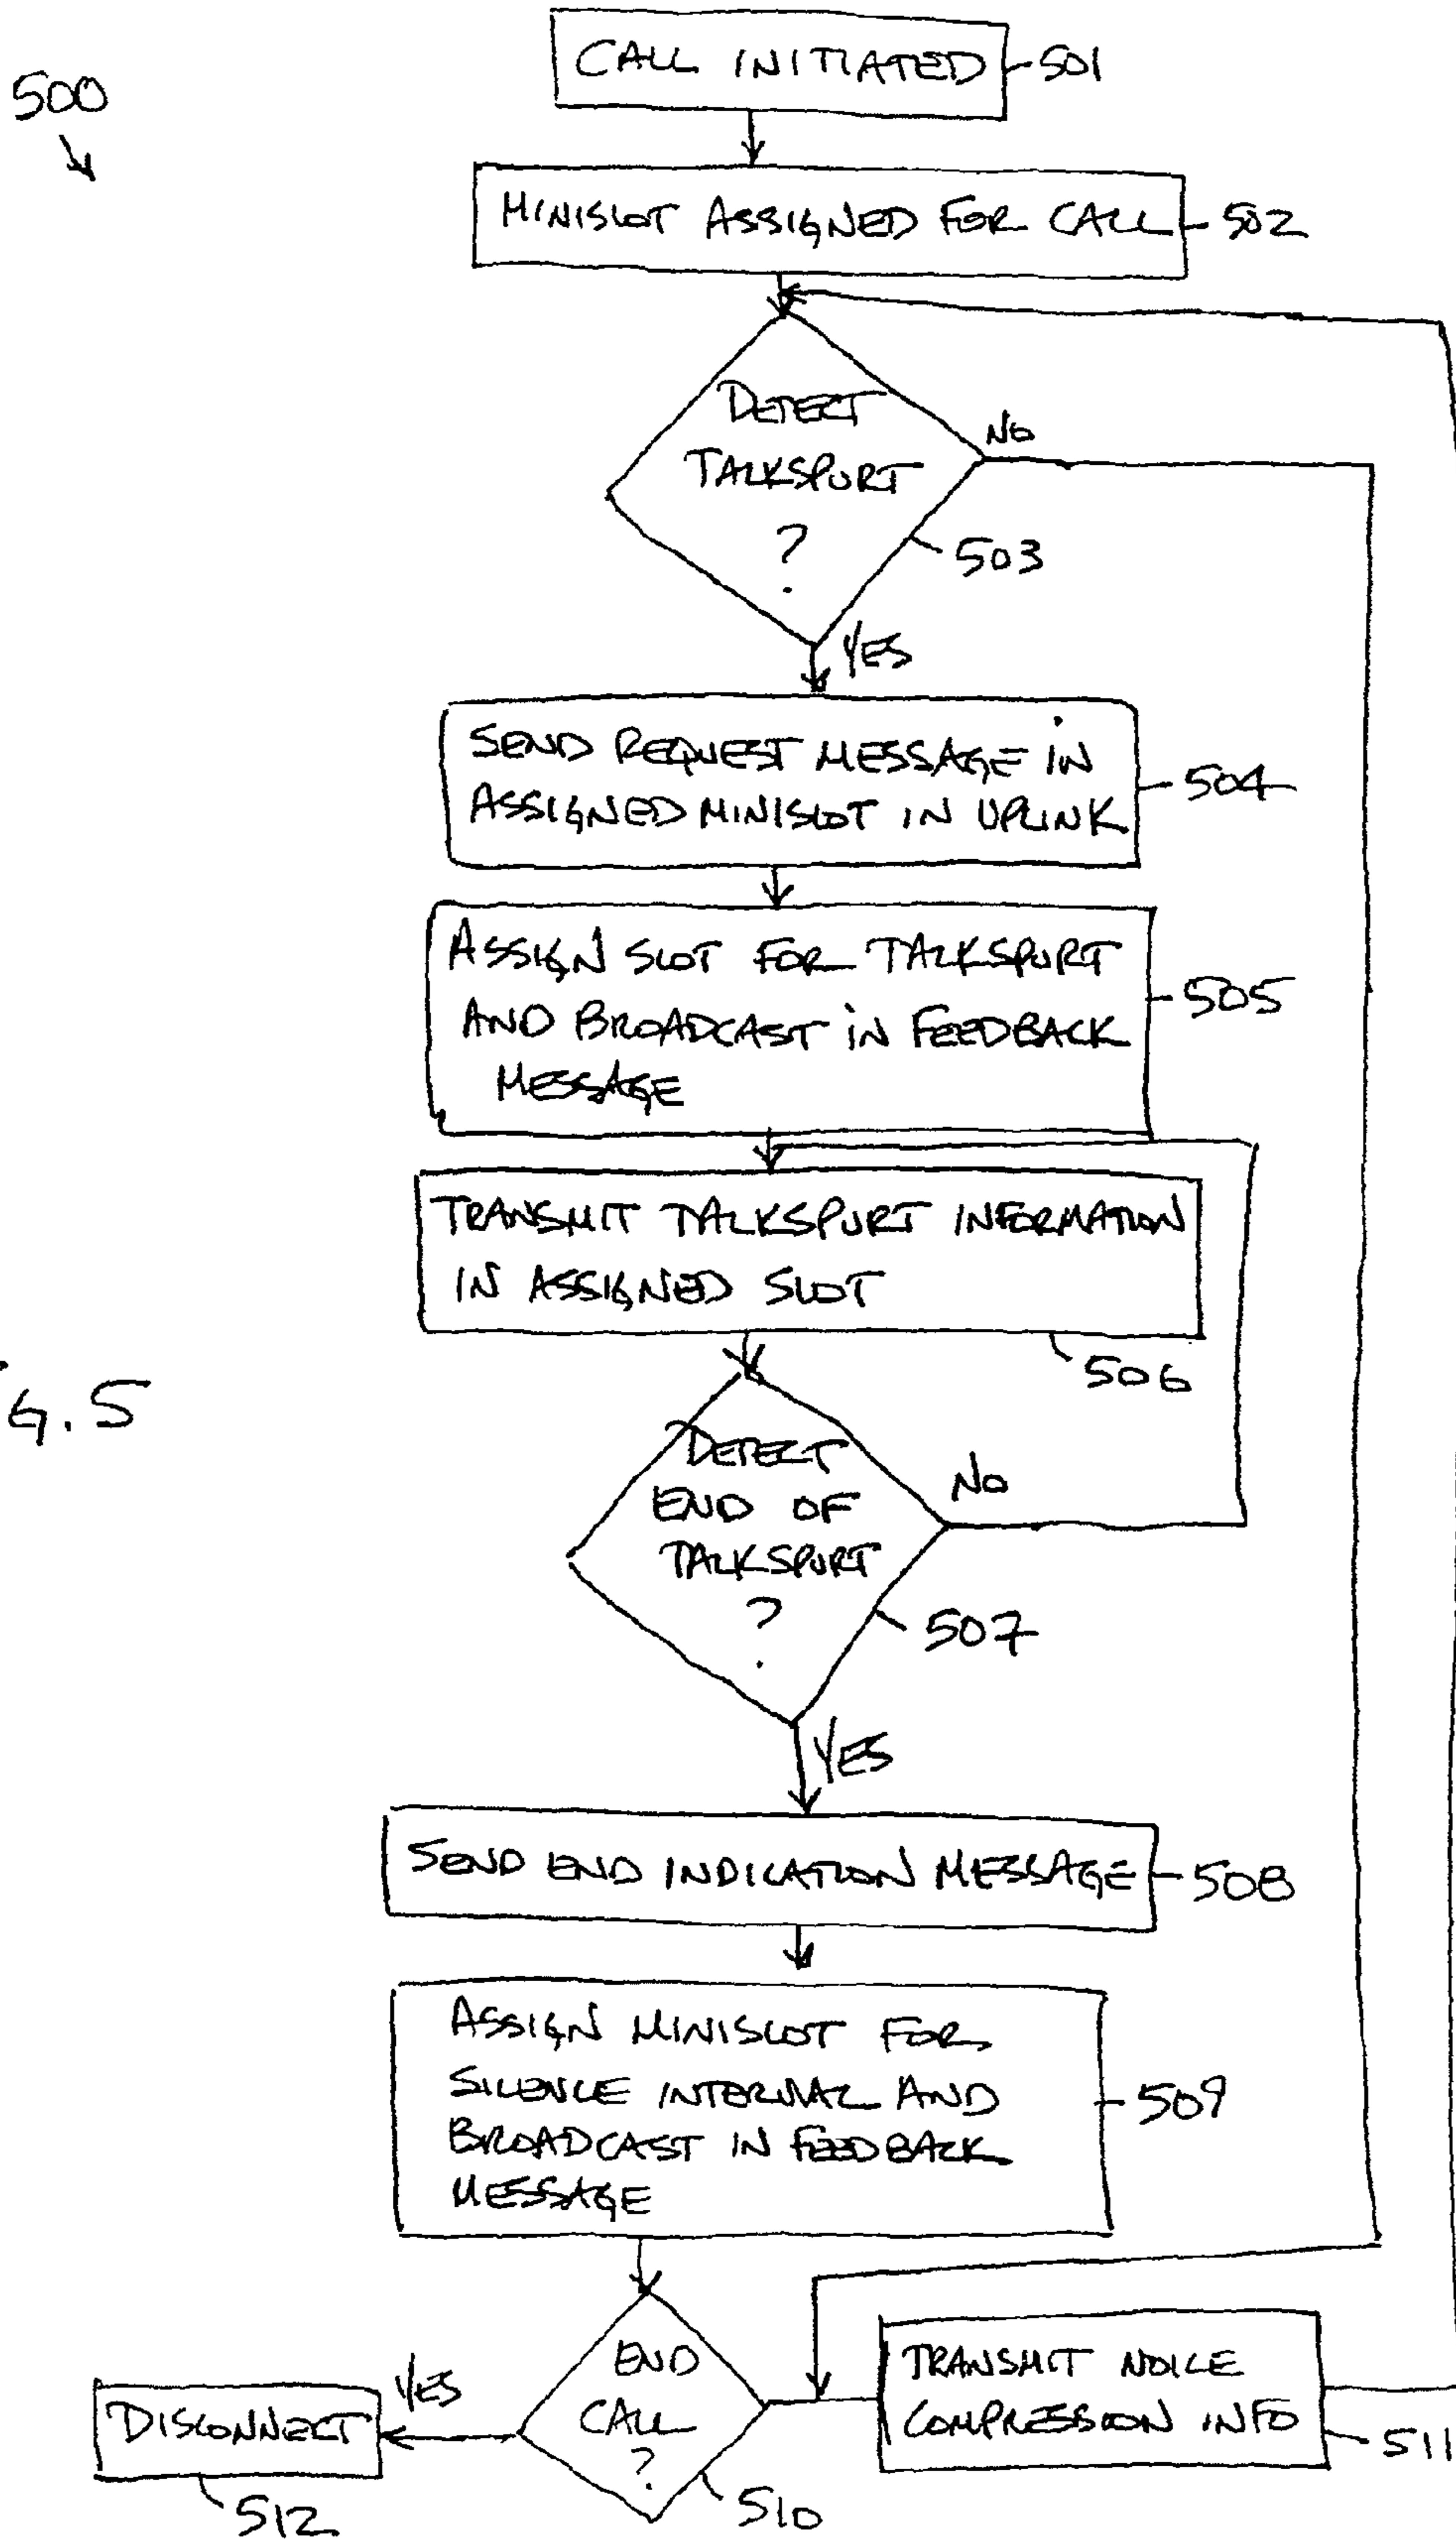 500
CALL INITIATED
501
MINISLOT ASSIGNED FOR CALL
502
DETECT
TALKSPURT
?
NO
503
YES
SEND REQUEST MESSAGE IN
ASSIGNED MINISLOT IN UPLINK
504
ASSIGN SLOT FOR TALKSPURT
AND BROADCAST IN FEEDBACK
MESSAGE
505
TRANSMIT TALKSPURT INFORMATION
IN ASSIGNED SLOT
506
G. 5
DETECT
END OF
TALKSPURT
?
NO
507
YES
SEND END INDICATION MESSAGE
508
ASSIGN MINISLOT FOR
SILENCE INTERVAL AND
BROADCAST IN FEEDBACK
MESSAGE
509
END
CALL
?
510
YES
DISCONNECT
512
TRANSMIT NOICE
COMPRESSION INFO
511